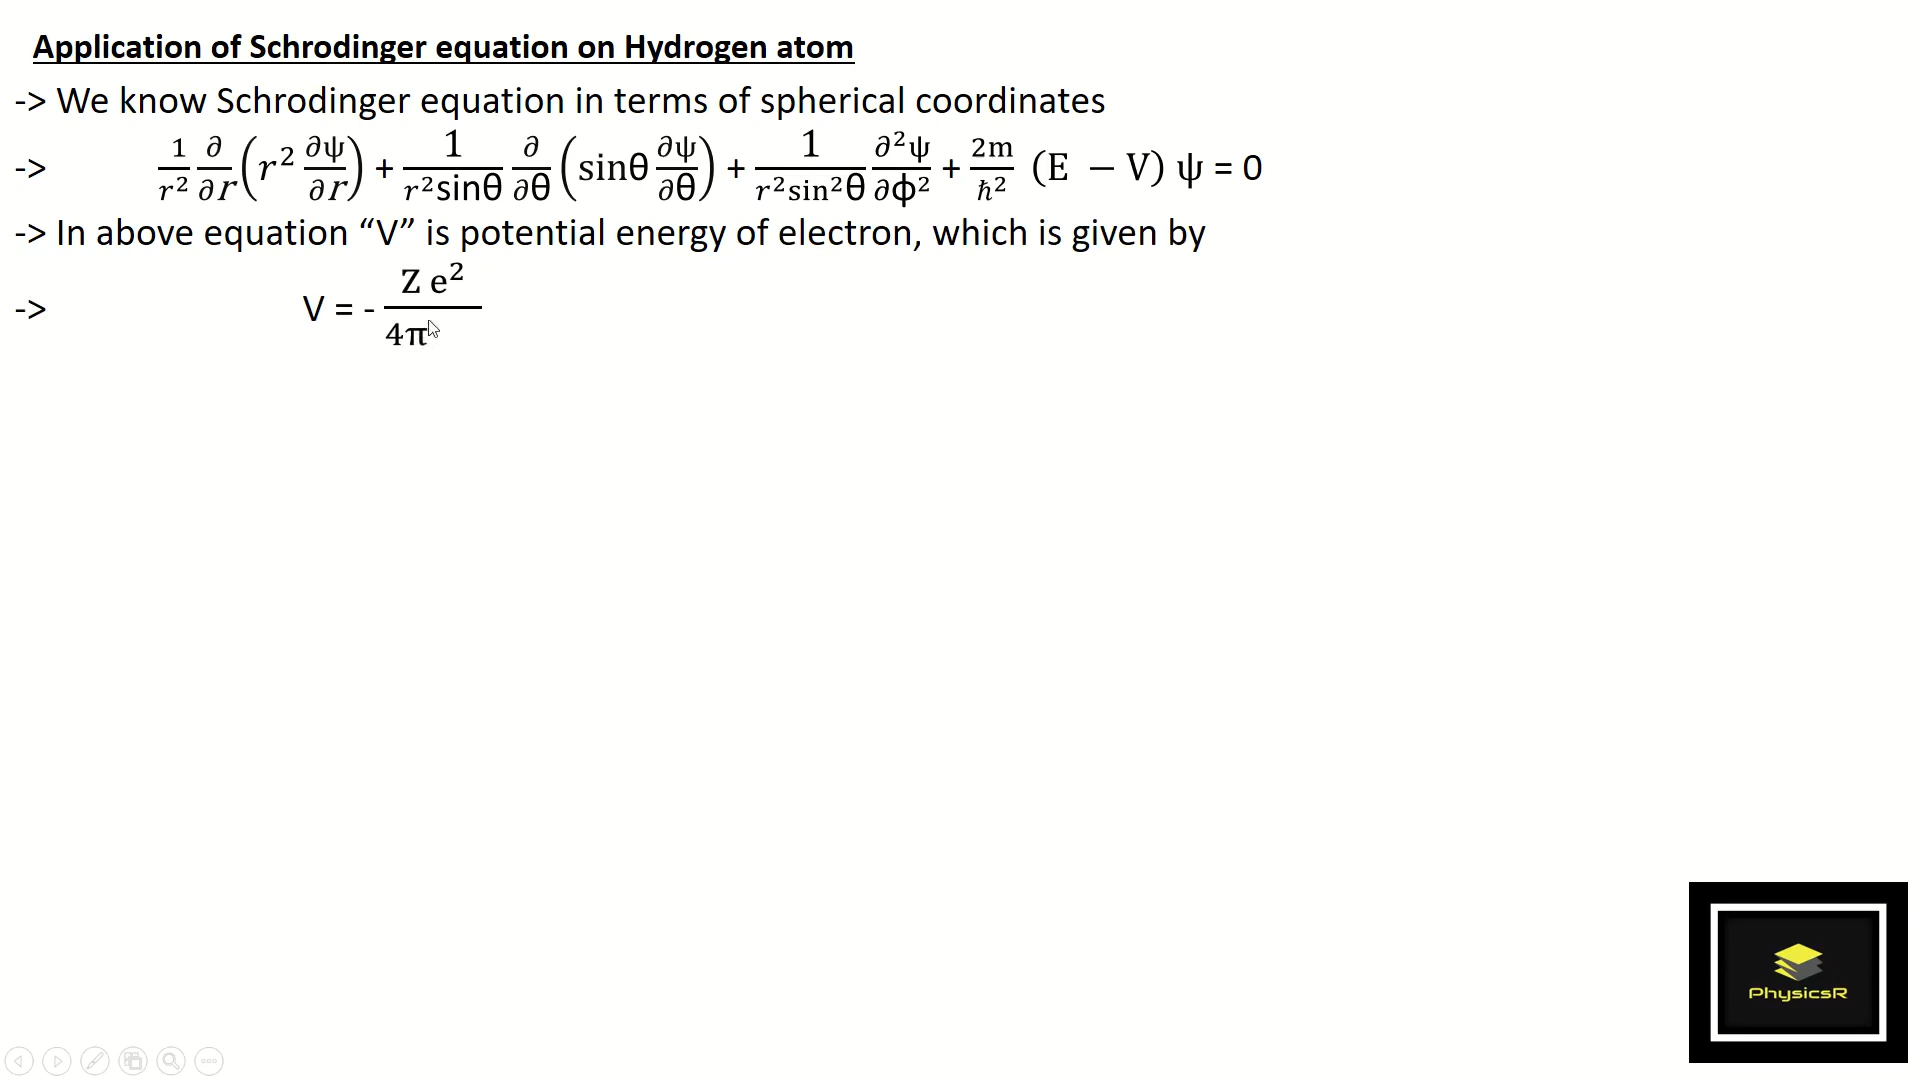 Application of Schrodinger equation on Hydrogen atom
-> We know Schrodinger equation in terms of spherical coordinates
-> 1/r² ∂/∂r (r² ∂ψ/∂r) + 1/r²sinθ ∂/∂θ (sinθ ∂ψ/∂θ) + 1/r²sin²θ ∂²ψ/∂ϕ² + 2m/ℏ² (E − V) ψ = 0
-> In above equation “V” is potential energy of electron, which is given by
-> V = - Z e²/4π
PhysicsR